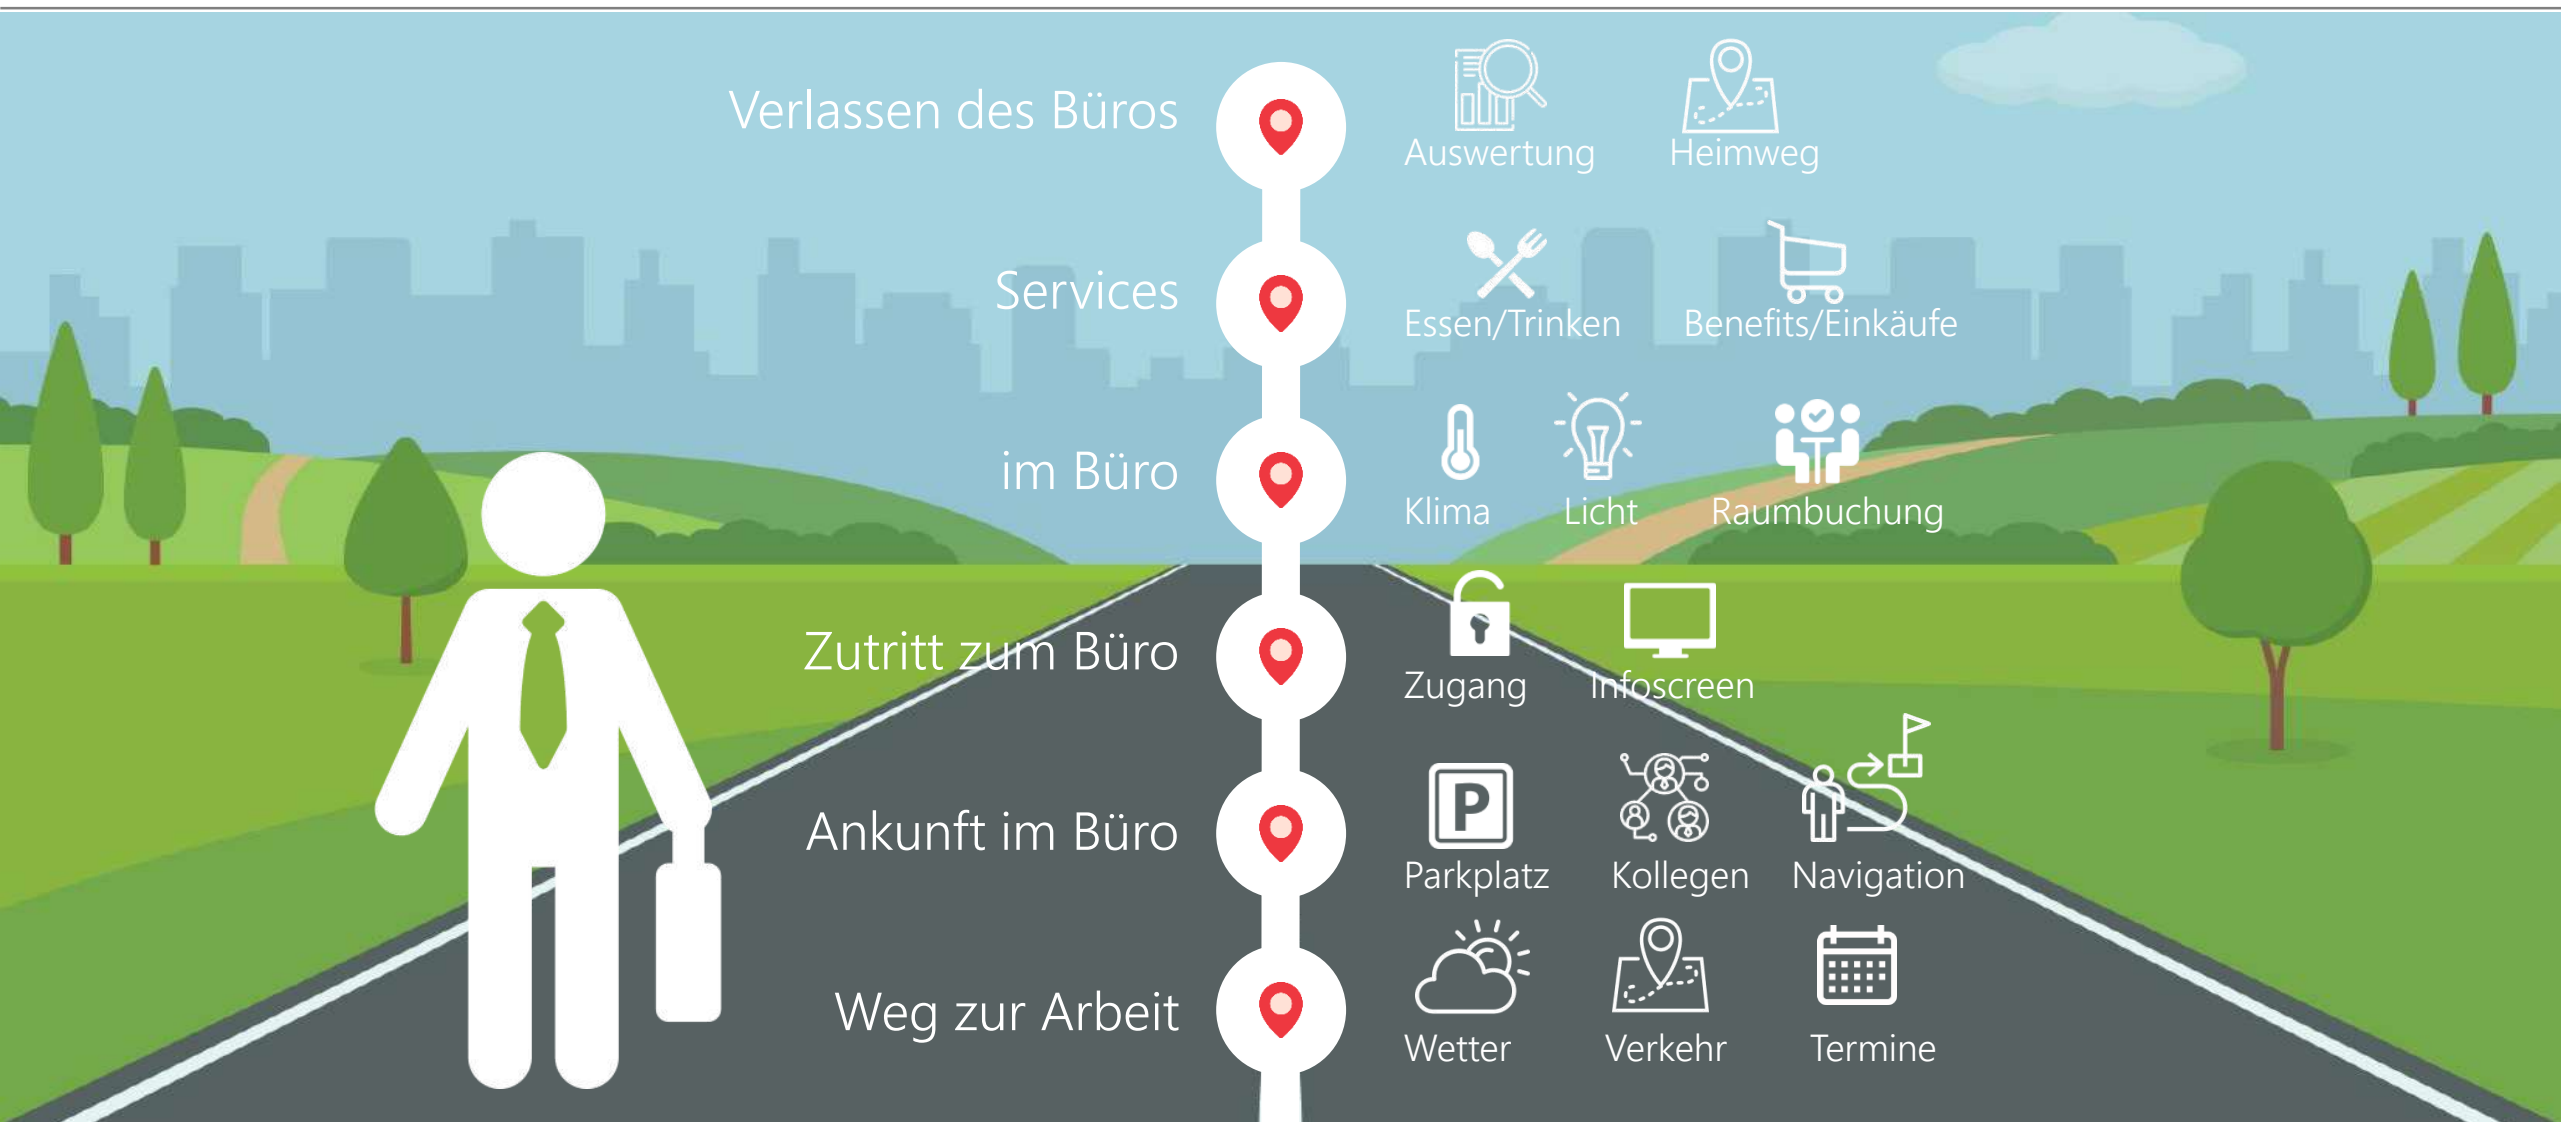 Verlassen des Büros
Auswertung Heimweg
Services
Essen/Trinken Benefits/Einkäufe
im Büro
Klima Licht Raumbuchung
Zutritt zum Büro
Zugang Infoscreen
P
Ankunft im Büro
Parkplatz Kollegen Navigation
Weg zur Arbeit
Wetter Verkehr Termine